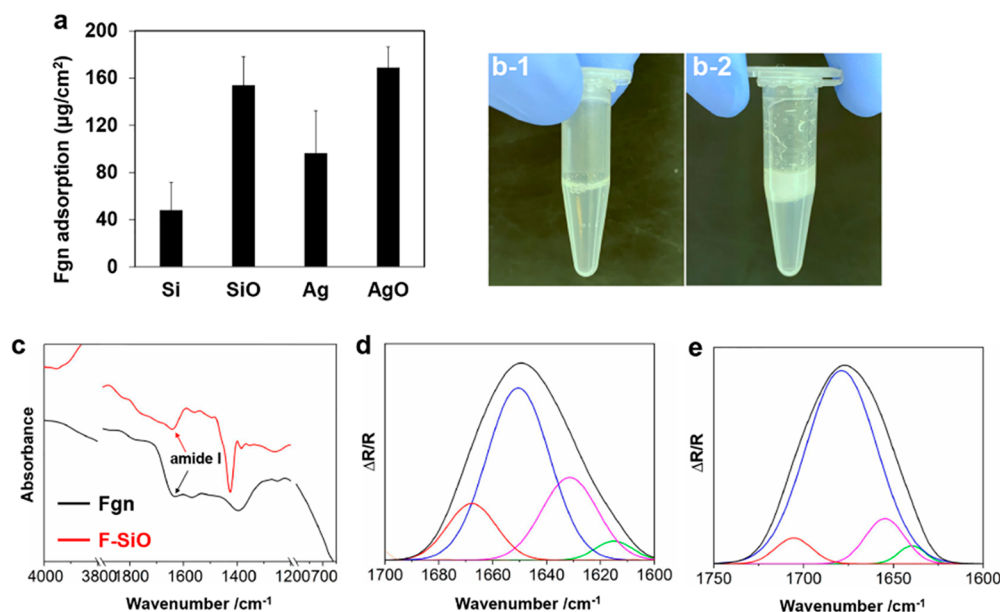 a
Fgn adsorption (μg/cm²)
200
160
120
80
40
0
Si SiO Ag AgO
b-1
b-2
c
Absorbance
amide I
Fgn
F-SiO
4000 3800 1800 1600 1400 1200 700
Wavenumber /cm⁻¹
d
ΔR/R
1700 1680 1660 1640 1620 1600
Wavenumber /cm⁻¹
e
ΔR/R
1750 1700 1650 1600
Wavenumber /cm⁻¹